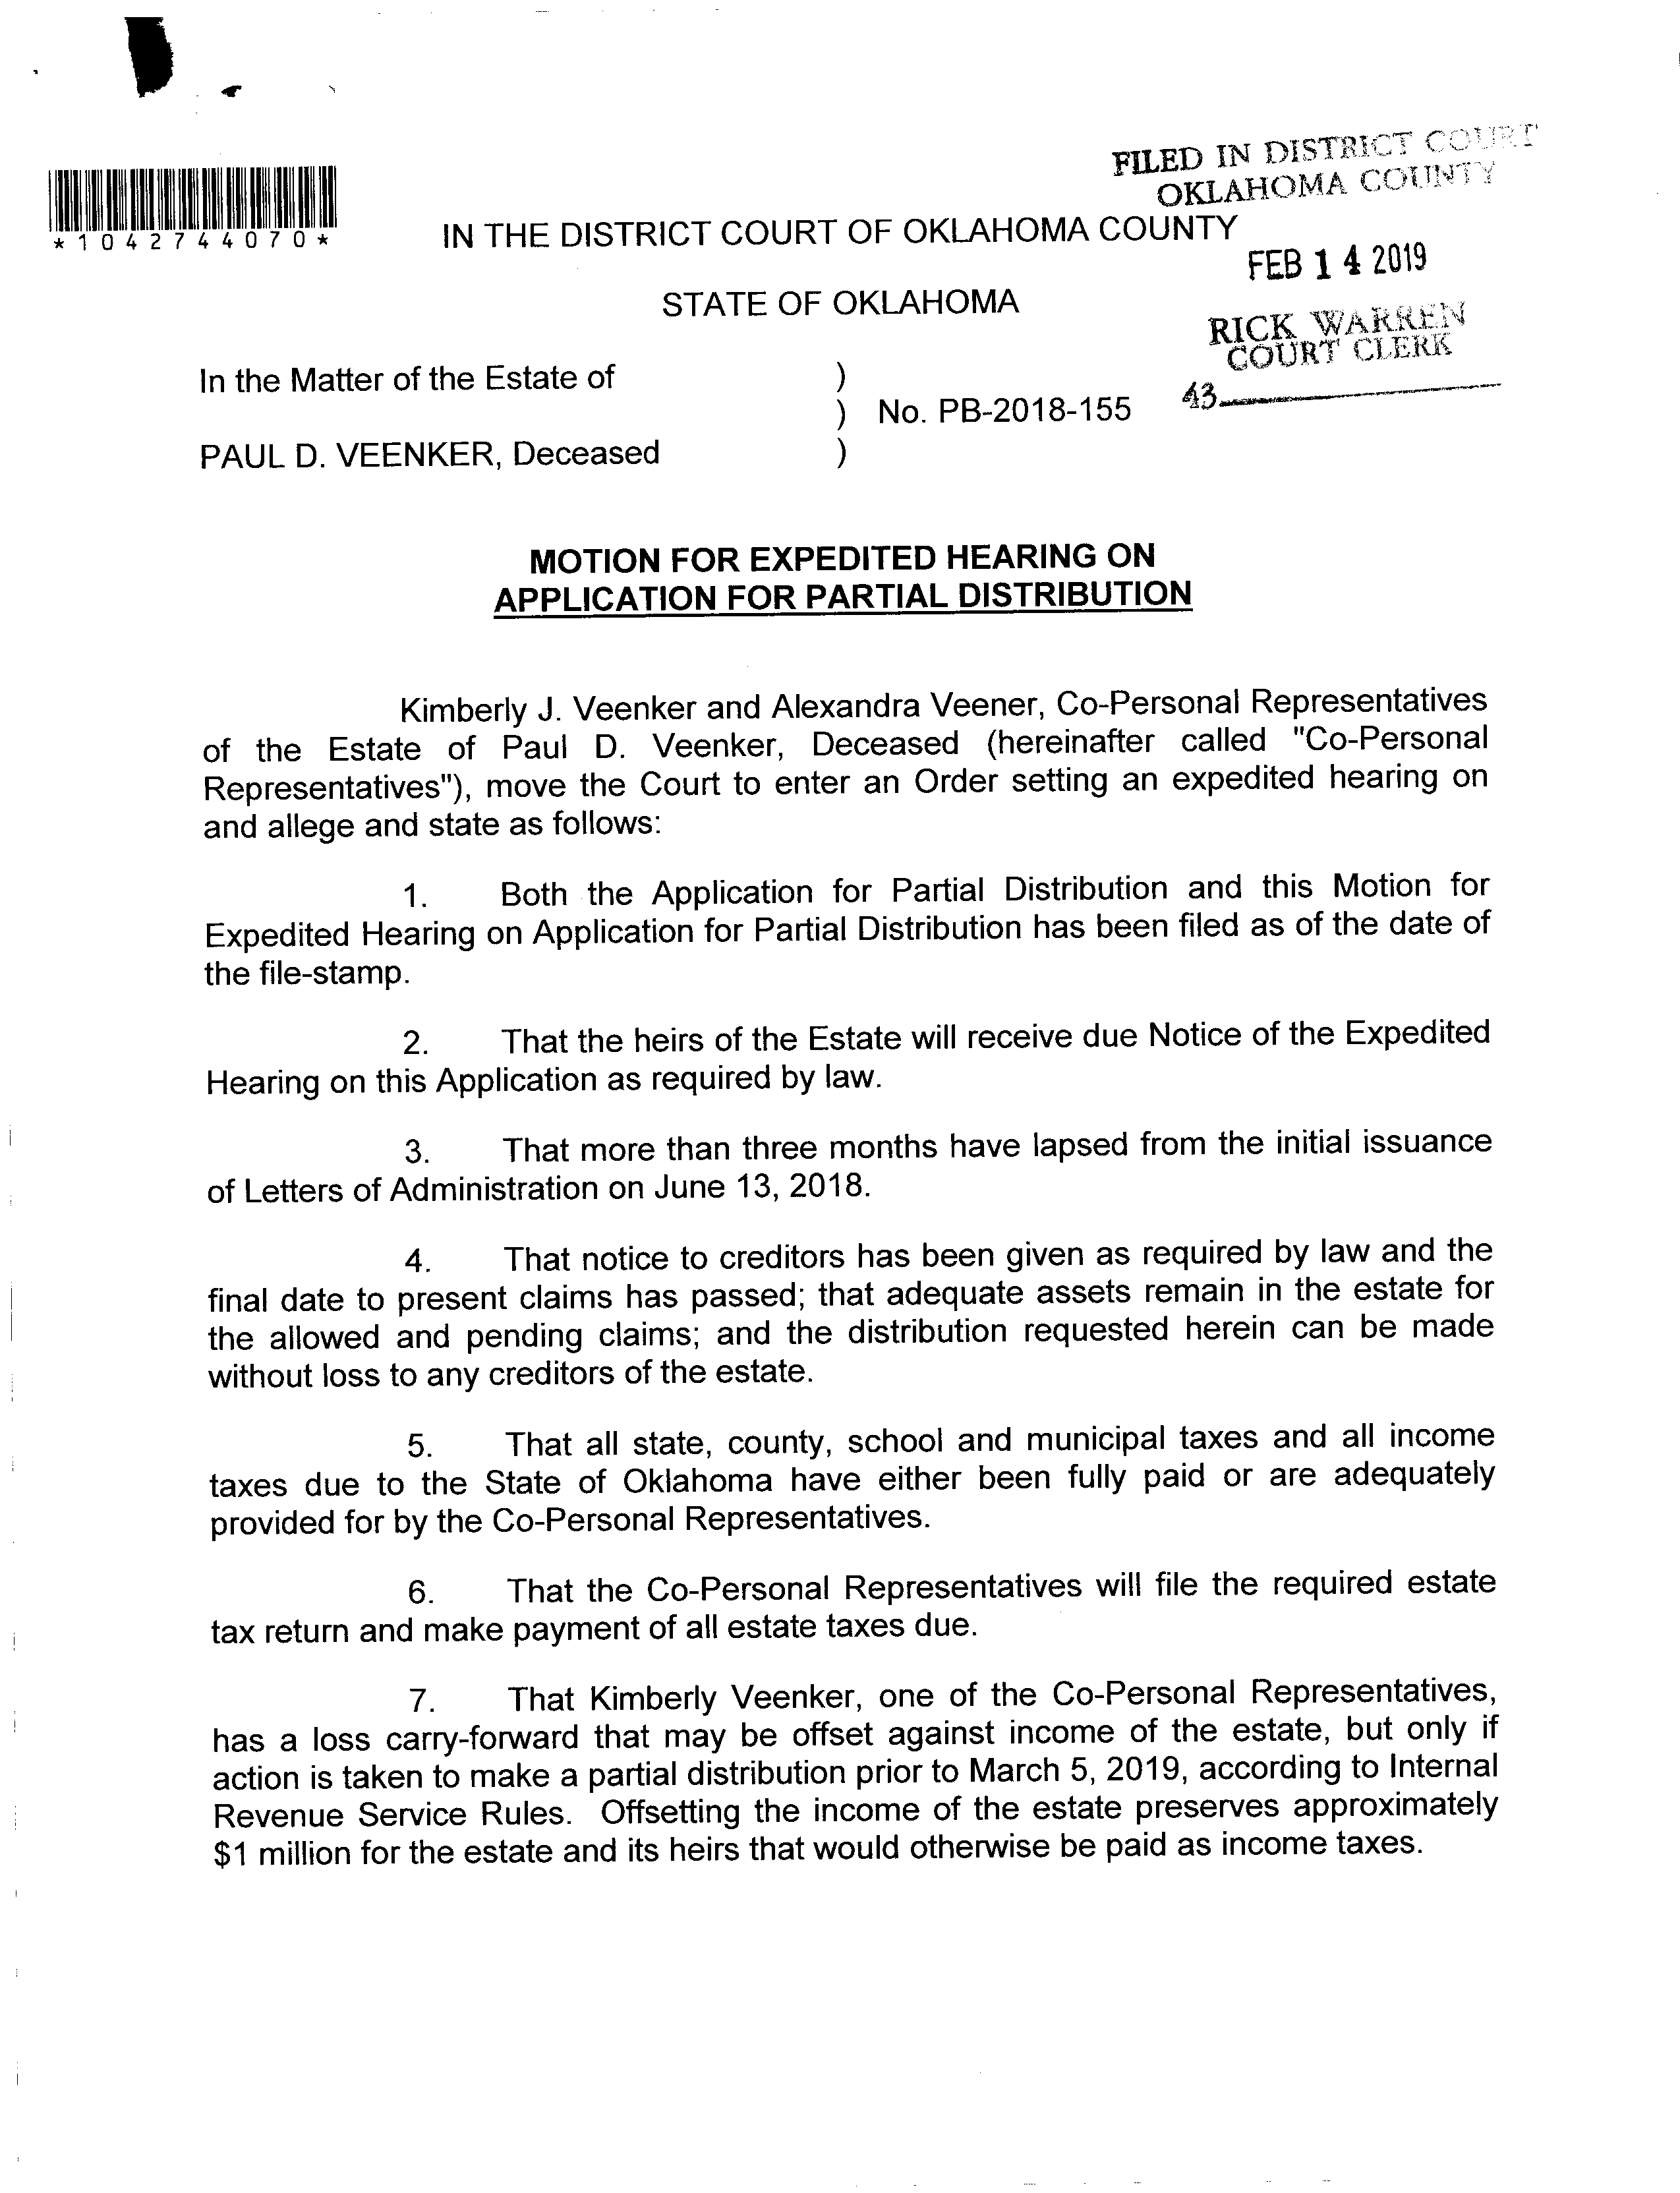 FILED IN DISTRICT COURT
OKLAHOMA COUNTY
*1042744070*
IN THE DISTRICT COURT OF OKLAHOMA COUNTY
FEB 14 2019
STATE OF OKLAHOMA
RICK WARREN
COURT CLERK
43
In the Matter of the Estate of )
) No. PB-2018-155
PAUL D. VEENKER, Deceased )
MOTION FOR EXPEDITED HEARING ON
APPLICATION FOR PARTIAL DISTRIBUTION
Kimberly J. Veenker and Alexandra Veener, Co-Personal Representatives
of the Estate of Paul D. Veenker, Deceased (hereinafter called "Co-Personal
Representatives"), move the Court to enter an Order setting an expedited hearing on
and allege and state as follows:
1. Both the Application for Partial Distribution and this Motion for
Expedited Hearing on Application for Partial Distribution has been filed as of the date of
the file-stamp.
2. That the heirs of the Estate will receive due Notice of the Expedited
Hearing on this Application as required by law.
3. That more than three months have lapsed from the initial issuance
of Letters of Administration on June 13, 2018.
4. That notice to creditors has been given as required by law and the
final date to present claims has passed; that adequate assets remain in the estate for
the allowed and pending claims; and the distribution requested herein can be made
without loss to any creditors of the estate.
5. That all state, county, school and municipal taxes and all income
taxes due to the State of Oklahoma have either been fully paid or are adequately
provided for by the Co-Personal Representatives.
6. That the Co-Personal Representatives will file the required estate
tax return and make payment of all estate taxes due.
7. That Kimberly Veenker, one of the Co-Personal Representatives,
has a loss carry-forward that may be offset against income of the estate, but only if
action is taken to make a partial distribution prior to March 5, 2019, according to Internal
Revenue Service Rules. Offsetting the income of the estate preserves approximately
$1 million for the estate and its heirs that would otherwise be paid as income taxes.